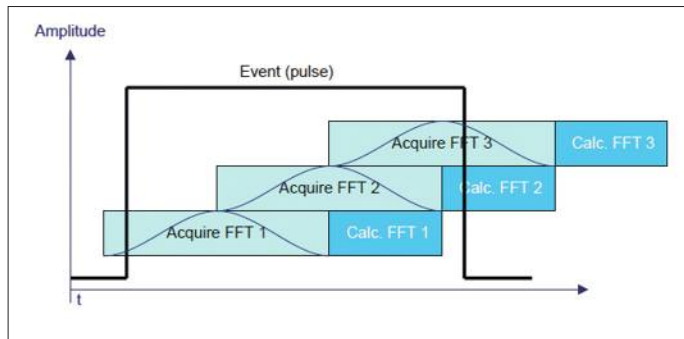 Amplitude
Event (pulse)
Acquire FFT 3 Calc. FFT 3
Acquire FFT 2 Calc. FFT 2
Acquire FFT 1 Calc. FFT 1
t